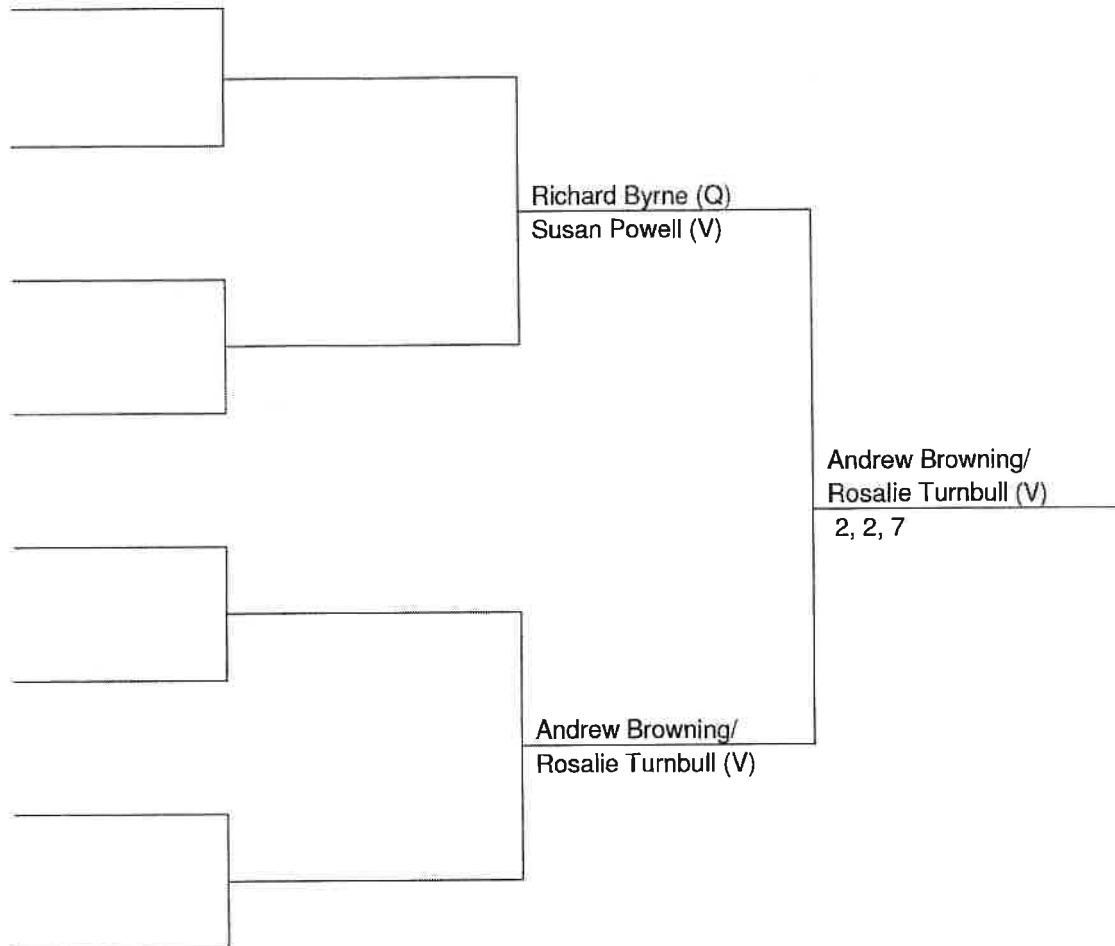 Richard Byrne (Q)
Susan Powell (V)
Andrew Browning/
Rosalie Turnbull (V)
2, 2, 7
Andrew Browning/
Rosalie Turnbull (V)